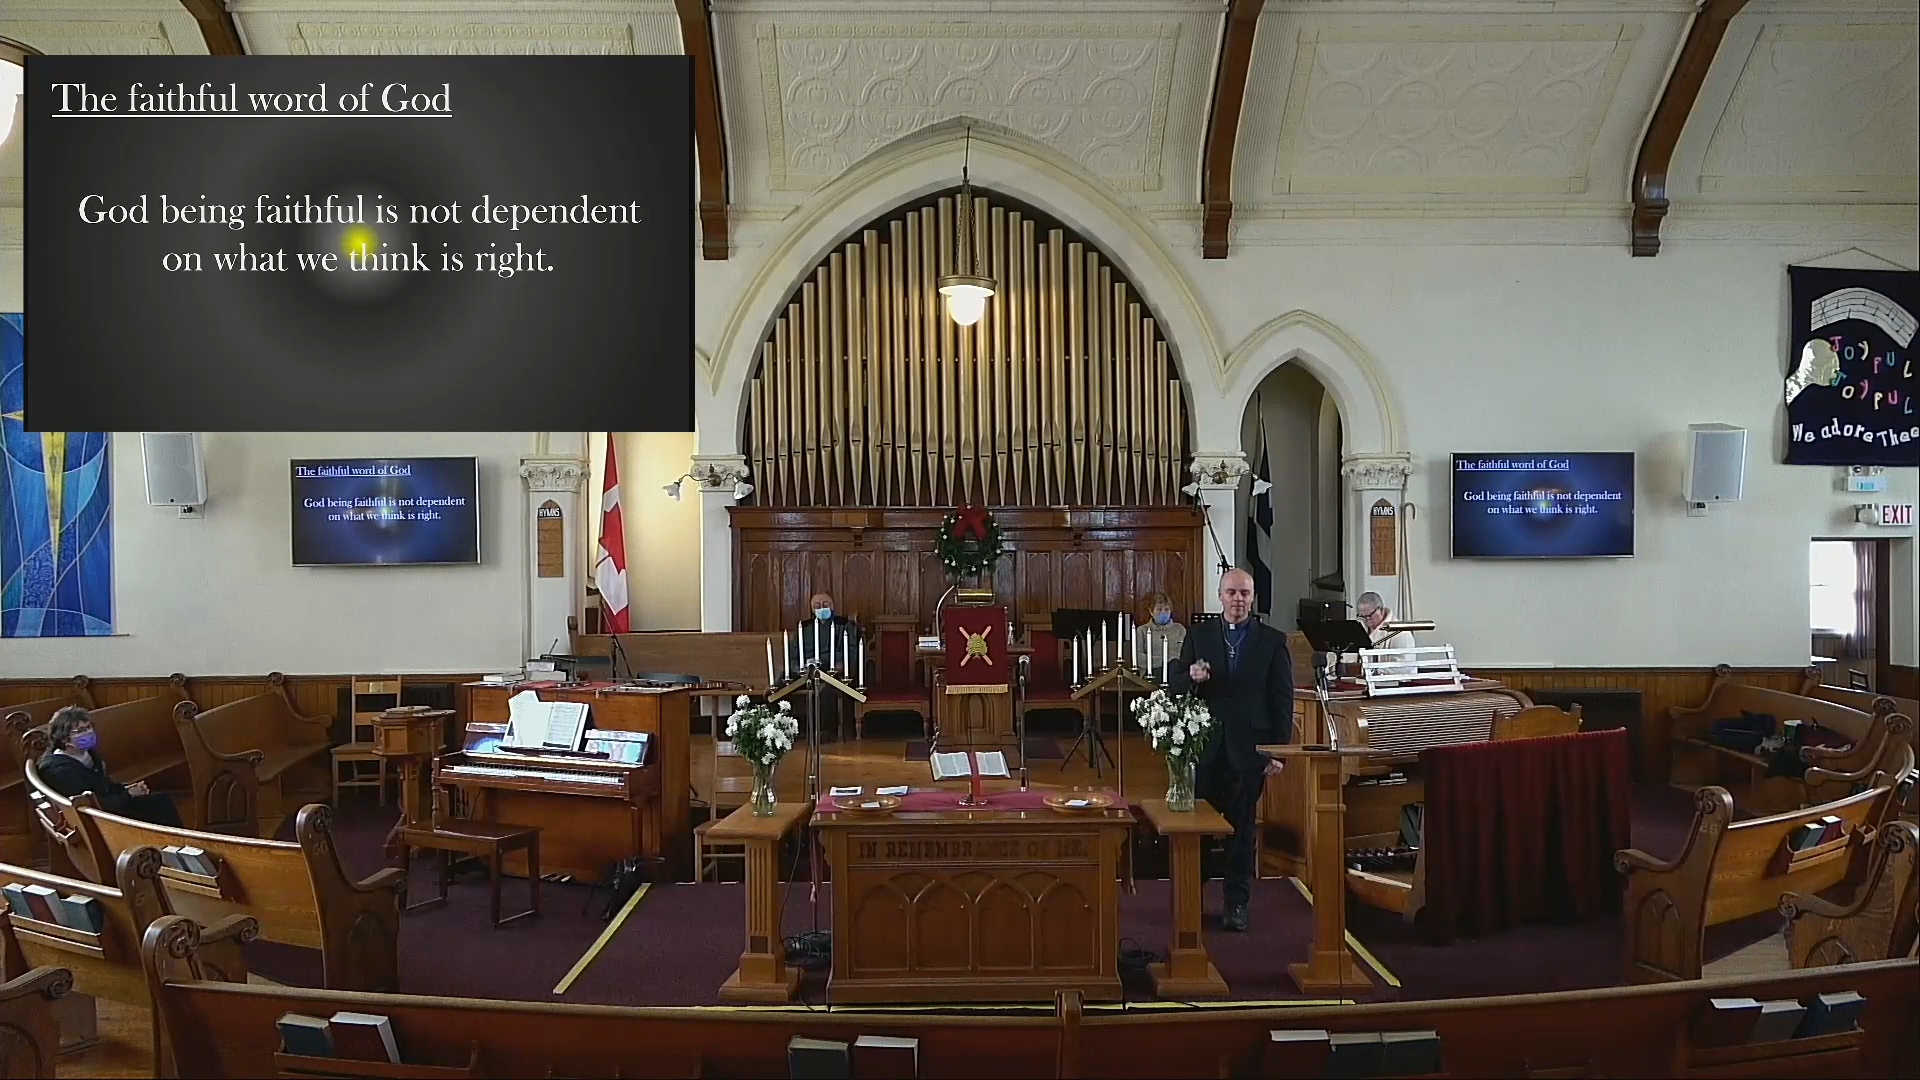 The faithful word of God
God being faithful is not dependent
on what we think is right.
The faithful word of God
God being faithful is not dependent
on what we think is right.
HYMNS
HYMNS
The faithful word of God
God being faithful is not dependent
on what we think is right.
JOYFUL
JOYFUL
We adore Thee
EXIT
IN REMEMBRANCE OF ME.